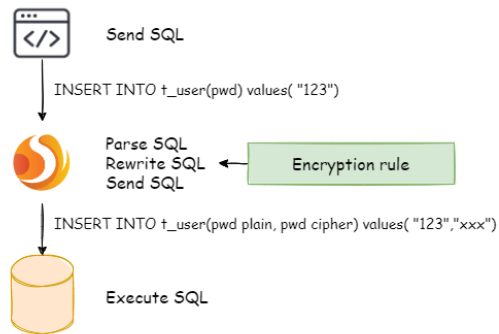 </>
Send SQL
INSERT INTO t_user(pwd) values( "123")
Parse SQL
Rewrite SQL
Send SQL
Encryption rule
INSERT INTO t_user(pwd plain, pwd cipher) values( "123","xxx")
Execute SQL